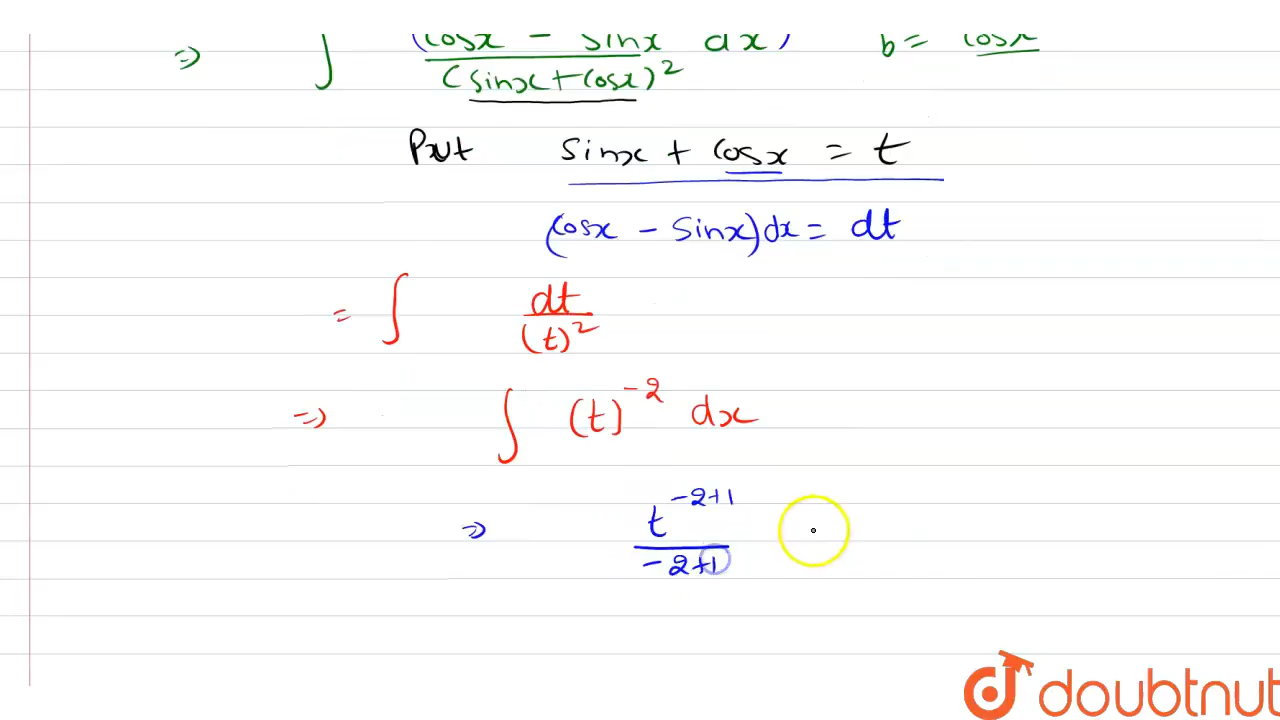 ⇒ ∫ (cosx - sinx dx) b = cosx
(sinx+cosx)²
Put sinx + cosx = t
(cosx - sinx)dx = dt
= ∫ dt
(t)²
⇒ ∫ (t)⁻² dx
⇒ t⁻²⁺¹
-2+1
doubtnut